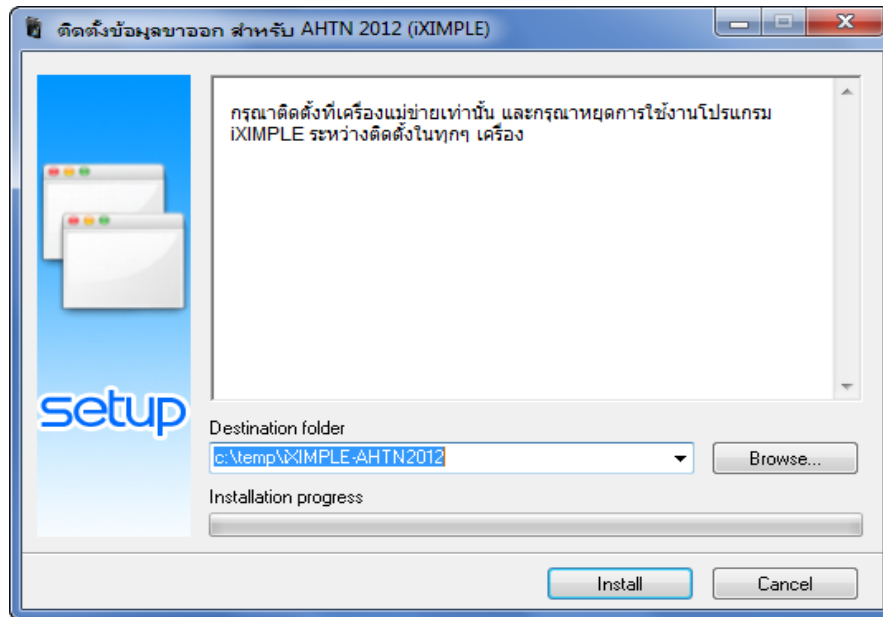 ติดตั้งข้อมูลขาออก สำหรับ AHTN 2012 (iXIMPLE)
กรุณาติดตั้งที่เครื่องแม่ข่ายเท่านั้น และกรุณาหยุดการใช้งานโปรแกรม
iXIMPLE ระหว่างติดตั้งในทุกๆ เครื่อง
setup
Destination folder
c:\temp\iXIMPLE-AHTN2012
Browse...
Installation progress
Install
Cancel